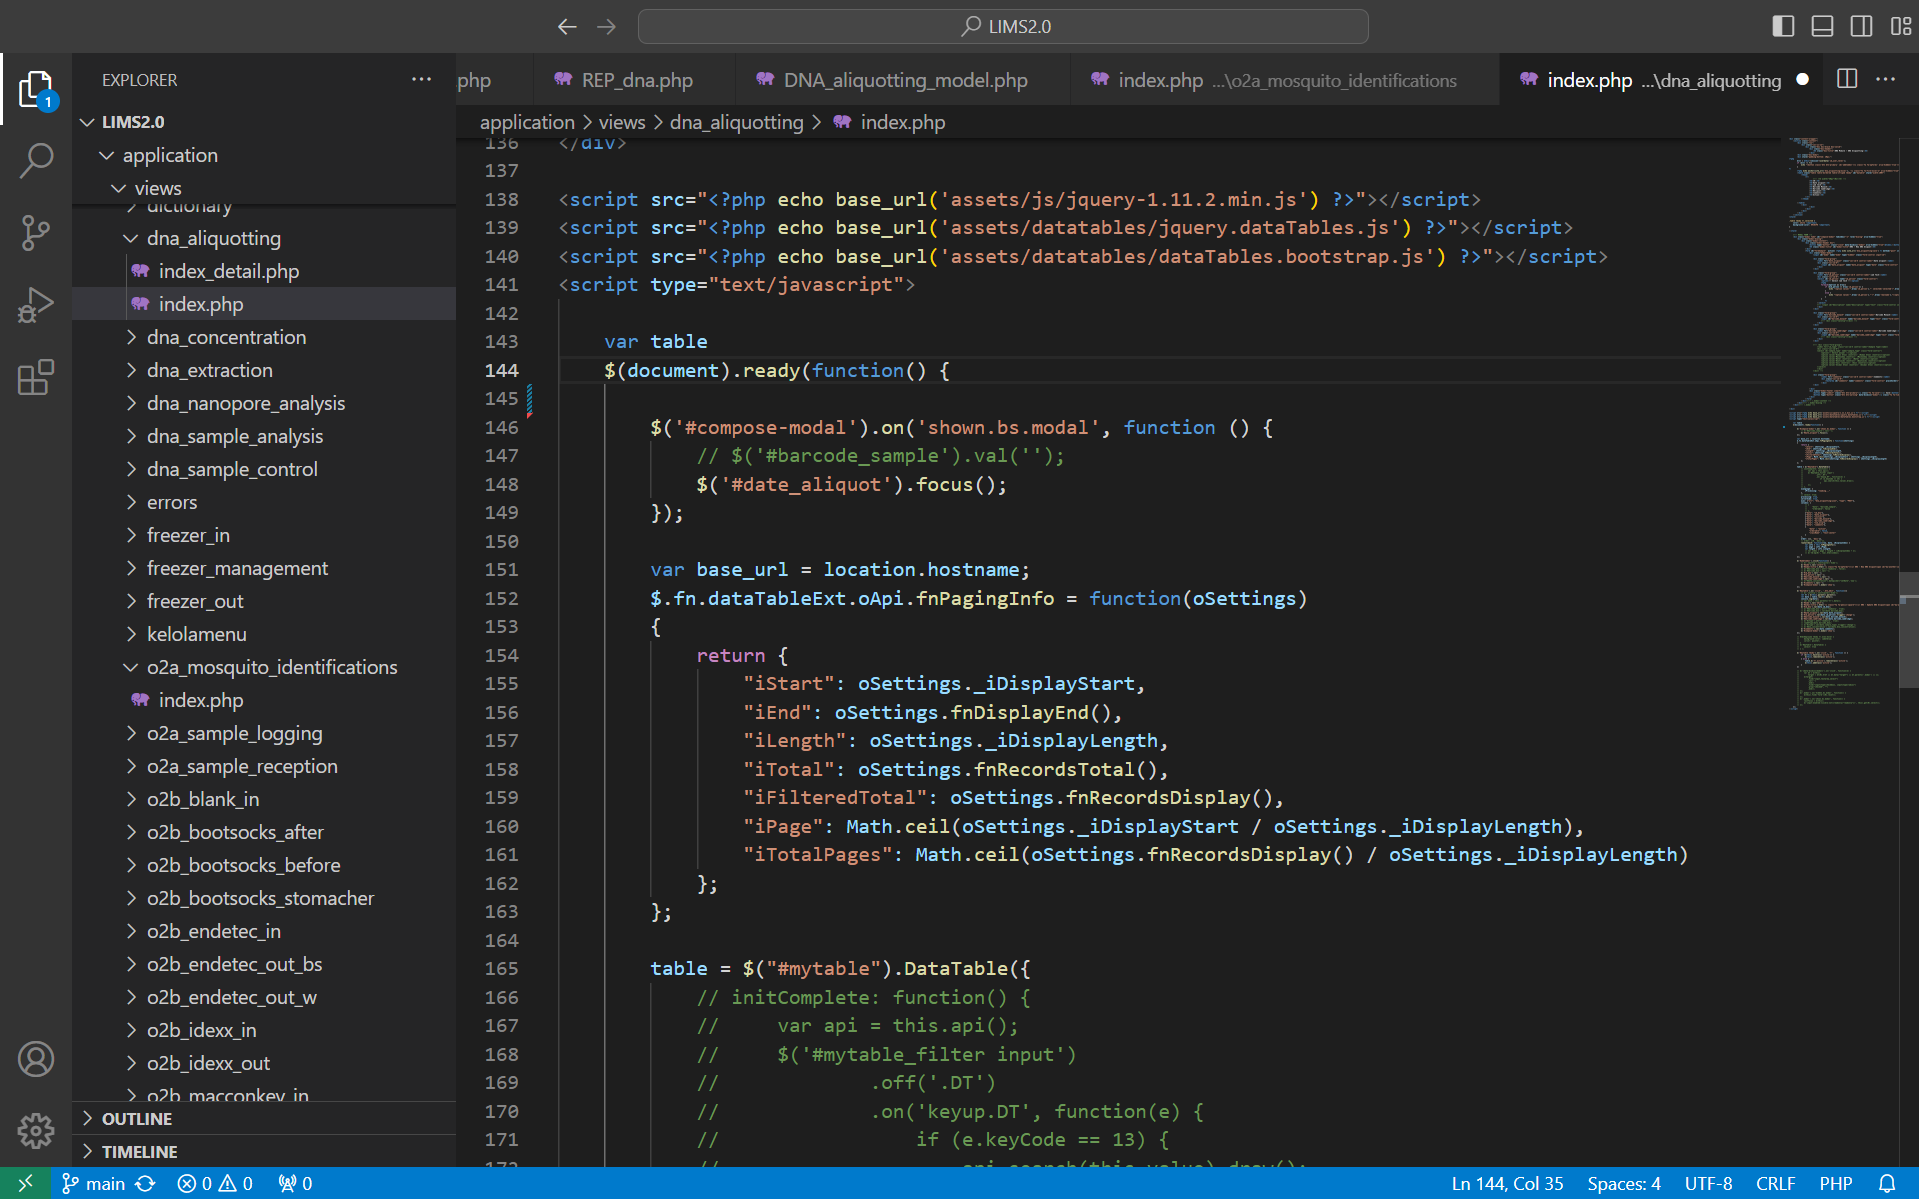 LIMS2.0
EXPLORER
1
LIMS2.0
application
views
dictionary
dna_aliquotting
index_detail.php
index.php
dna_concentration
dna_extraction
dna_nanopore_analysis
dna_sample_analysis
dna_sample_control
errors
freezer_in
freezer_management
freezer_out
kelolamenu
o2a_mosquito_identifications
index.php
o2a_sample_logging
o2a_sample_reception
o2b_blank_in
o2b_bootsocks_after
o2b_bootsocks_before
o2b_bootsocks_stomacher
o2b_endetec_in
o2b_endetec_out_bs
o2b_endetec_out_w
o2b_idexx_in
o2b_idexx_out
o2b_macconkey_in
OUTLINE
TIMELINE
php REP_dna.php DNA_aliquotting_model.php index.php ...\o2a_mosquito_identifications index.php ...\dna_aliquotting
application > views > dna_aliquotting > index.php
136 </div>
137
138 <script src="<?php echo base_url('assets/js/jquery-1.11.2.min.js') ?>"></script>
139 <script src="<?php echo base_url('assets/datatables/jquery.dataTables.js') ?>"></script>
140 <script src="<?php echo base_url('assets/datatables/dataTables.bootstrap.js') ?>"></script>
141 <script type="text/javascript">
142
143 var table
144 $(document).ready(function() {
145
146 $('#compose-modal').on('shown.bs.modal', function () {
147 // $('#barcode_sample').val('');
148 $('#date_aliquot').focus();
149 });
150
151 var base_url = location.hostname;
152 $.fn.dataTableExt.oApi.fnPagingInfo = function(oSettings)
153 {
154 return {
155 "iStart": oSettings._iDisplayStart,
156 "iEnd": oSettings.fnDisplayEnd(),
157 "iLength": oSettings._iDisplayLength,
158 "iTotal": oSettings.fnRecordsTotal(),
159 "iFilteredTotal": oSettings.fnRecordsDisplay(),
160 "iPage": Math.ceil(oSettings._iDisplayStart / oSettings._iDisplayLength),
161 "iTotalPages": Math.ceil(oSettings.fnRecordsDisplay() / oSettings._iDisplayLength)
162 };
163 };
164
165 table = $("#mytable").DataTable({
166 // initComplete: function() {
167 // var api = this.api();
168 // $('#mytable_filter input')
169 // .off('.DT')
170 // .on('keyup.DT', function(e) {
171 // if (e.keyCode == 13) {
172 // api.search(this.value).draw();
main 0 0 0 Ln 144, Col 35 Spaces: 4 UTF-8 CRLF PHP